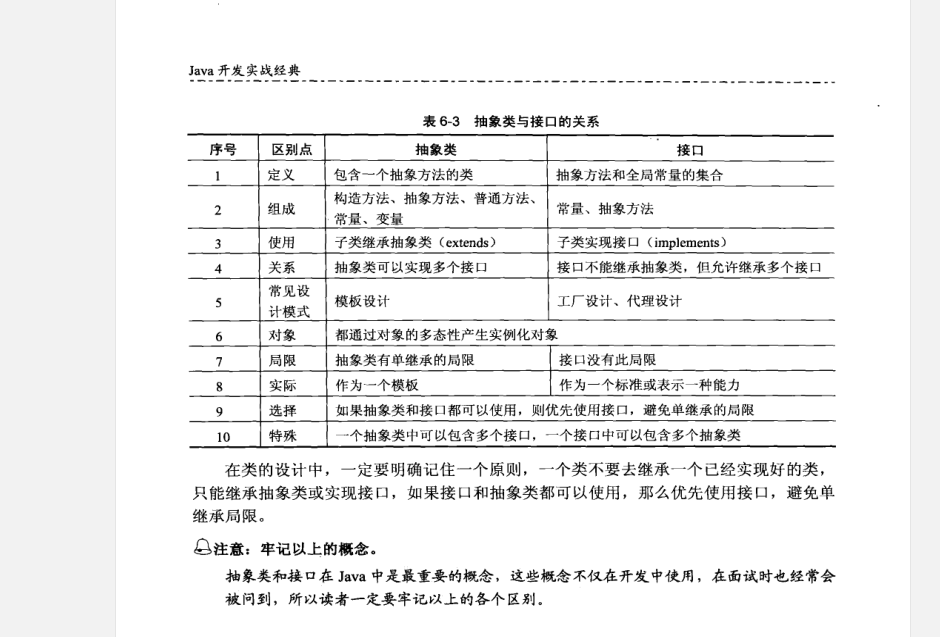 Java 开发实战经典
表 6-3 抽象类与接口的关系
序号 区别点 抽象类 接口
1 定义 包含一个抽象方法的类 抽象方法和全局常量的集合
2 组成 构造方法、抽象方法、普通方法、常量、变量 常量、抽象方法
3 使用 子类继承抽象类（extends） 子类实现接口（implements）
4 关系 抽象类可以实现多个接口 接口不能继承抽象类，但允许继承多个接口
5 常见设计模式 模板设计 工厂设计、代理设计
6 对象 都通过对象的多态性产生实例化对象
7 局限 抽象类有单继承的局限 接口没有此局限
8 实际 作为一个模板 作为一个标准或表示一种能力
9 选择 如果抽象类和接口都可以使用，则优先使用接口，避免单继承的局限
10 特殊 一个抽象类中可以包含多个接口，一个接口中可以包含多个抽象类
在类的设计中，一定要明确记住一个原则，一个类不要去继承一个已经实现好的类，
只能继承抽象类或实现接口，如果接口和抽象类都可以使用，那么优先使用接口，避免单
继承局限。
注意：牢记以上的概念。
抽象类和接口在 Java 中是最重要的概念，这些概念不仅在开发中使用，在面试时也经常会
被问到，所以读者一定要牢记以上的各个区别。